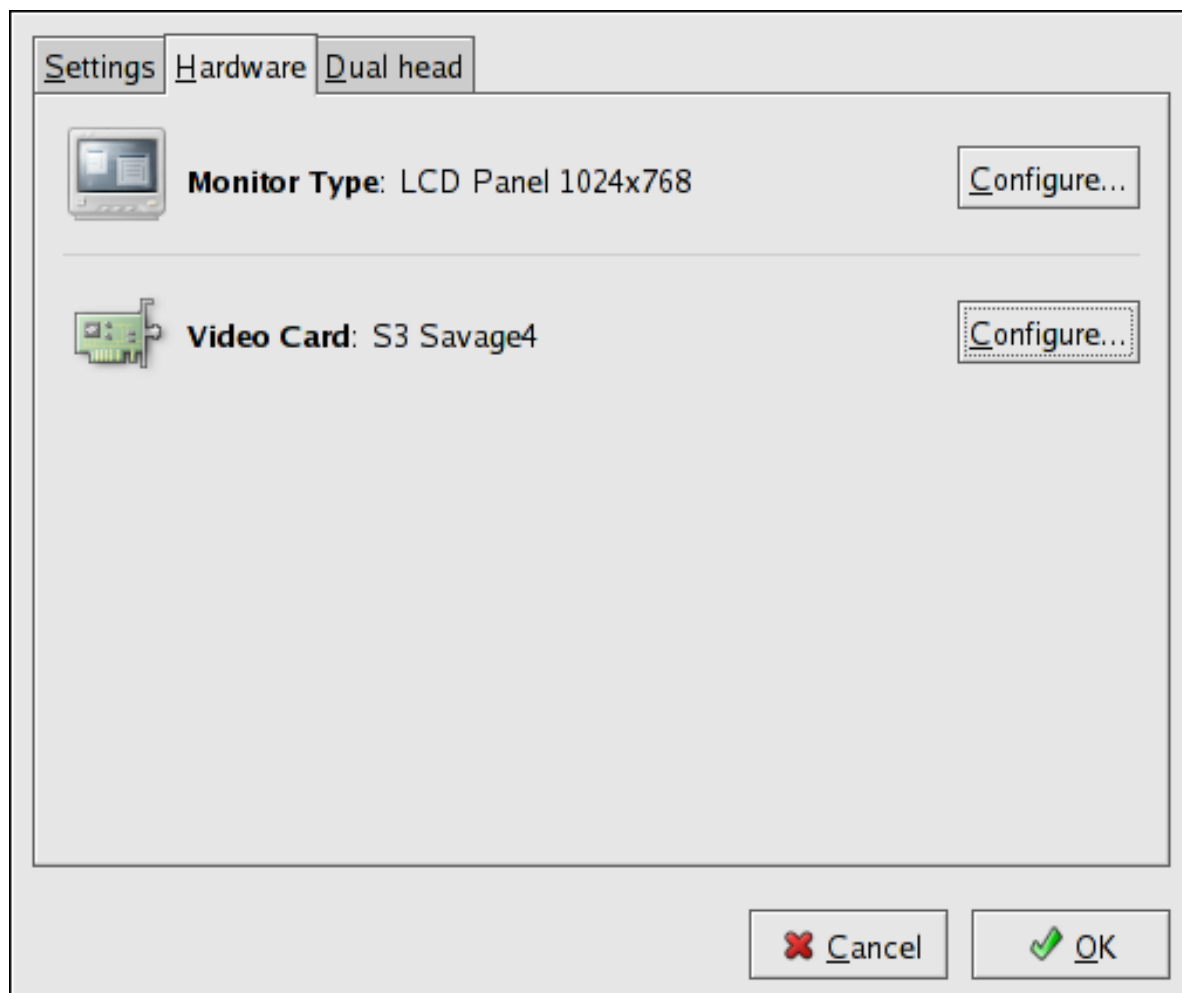 Settings Hardware Dual head
Monitor Type: LCD Panel 1024x768 Configure...
Video Card: S3 Savage4 Configure...
Cancel OK